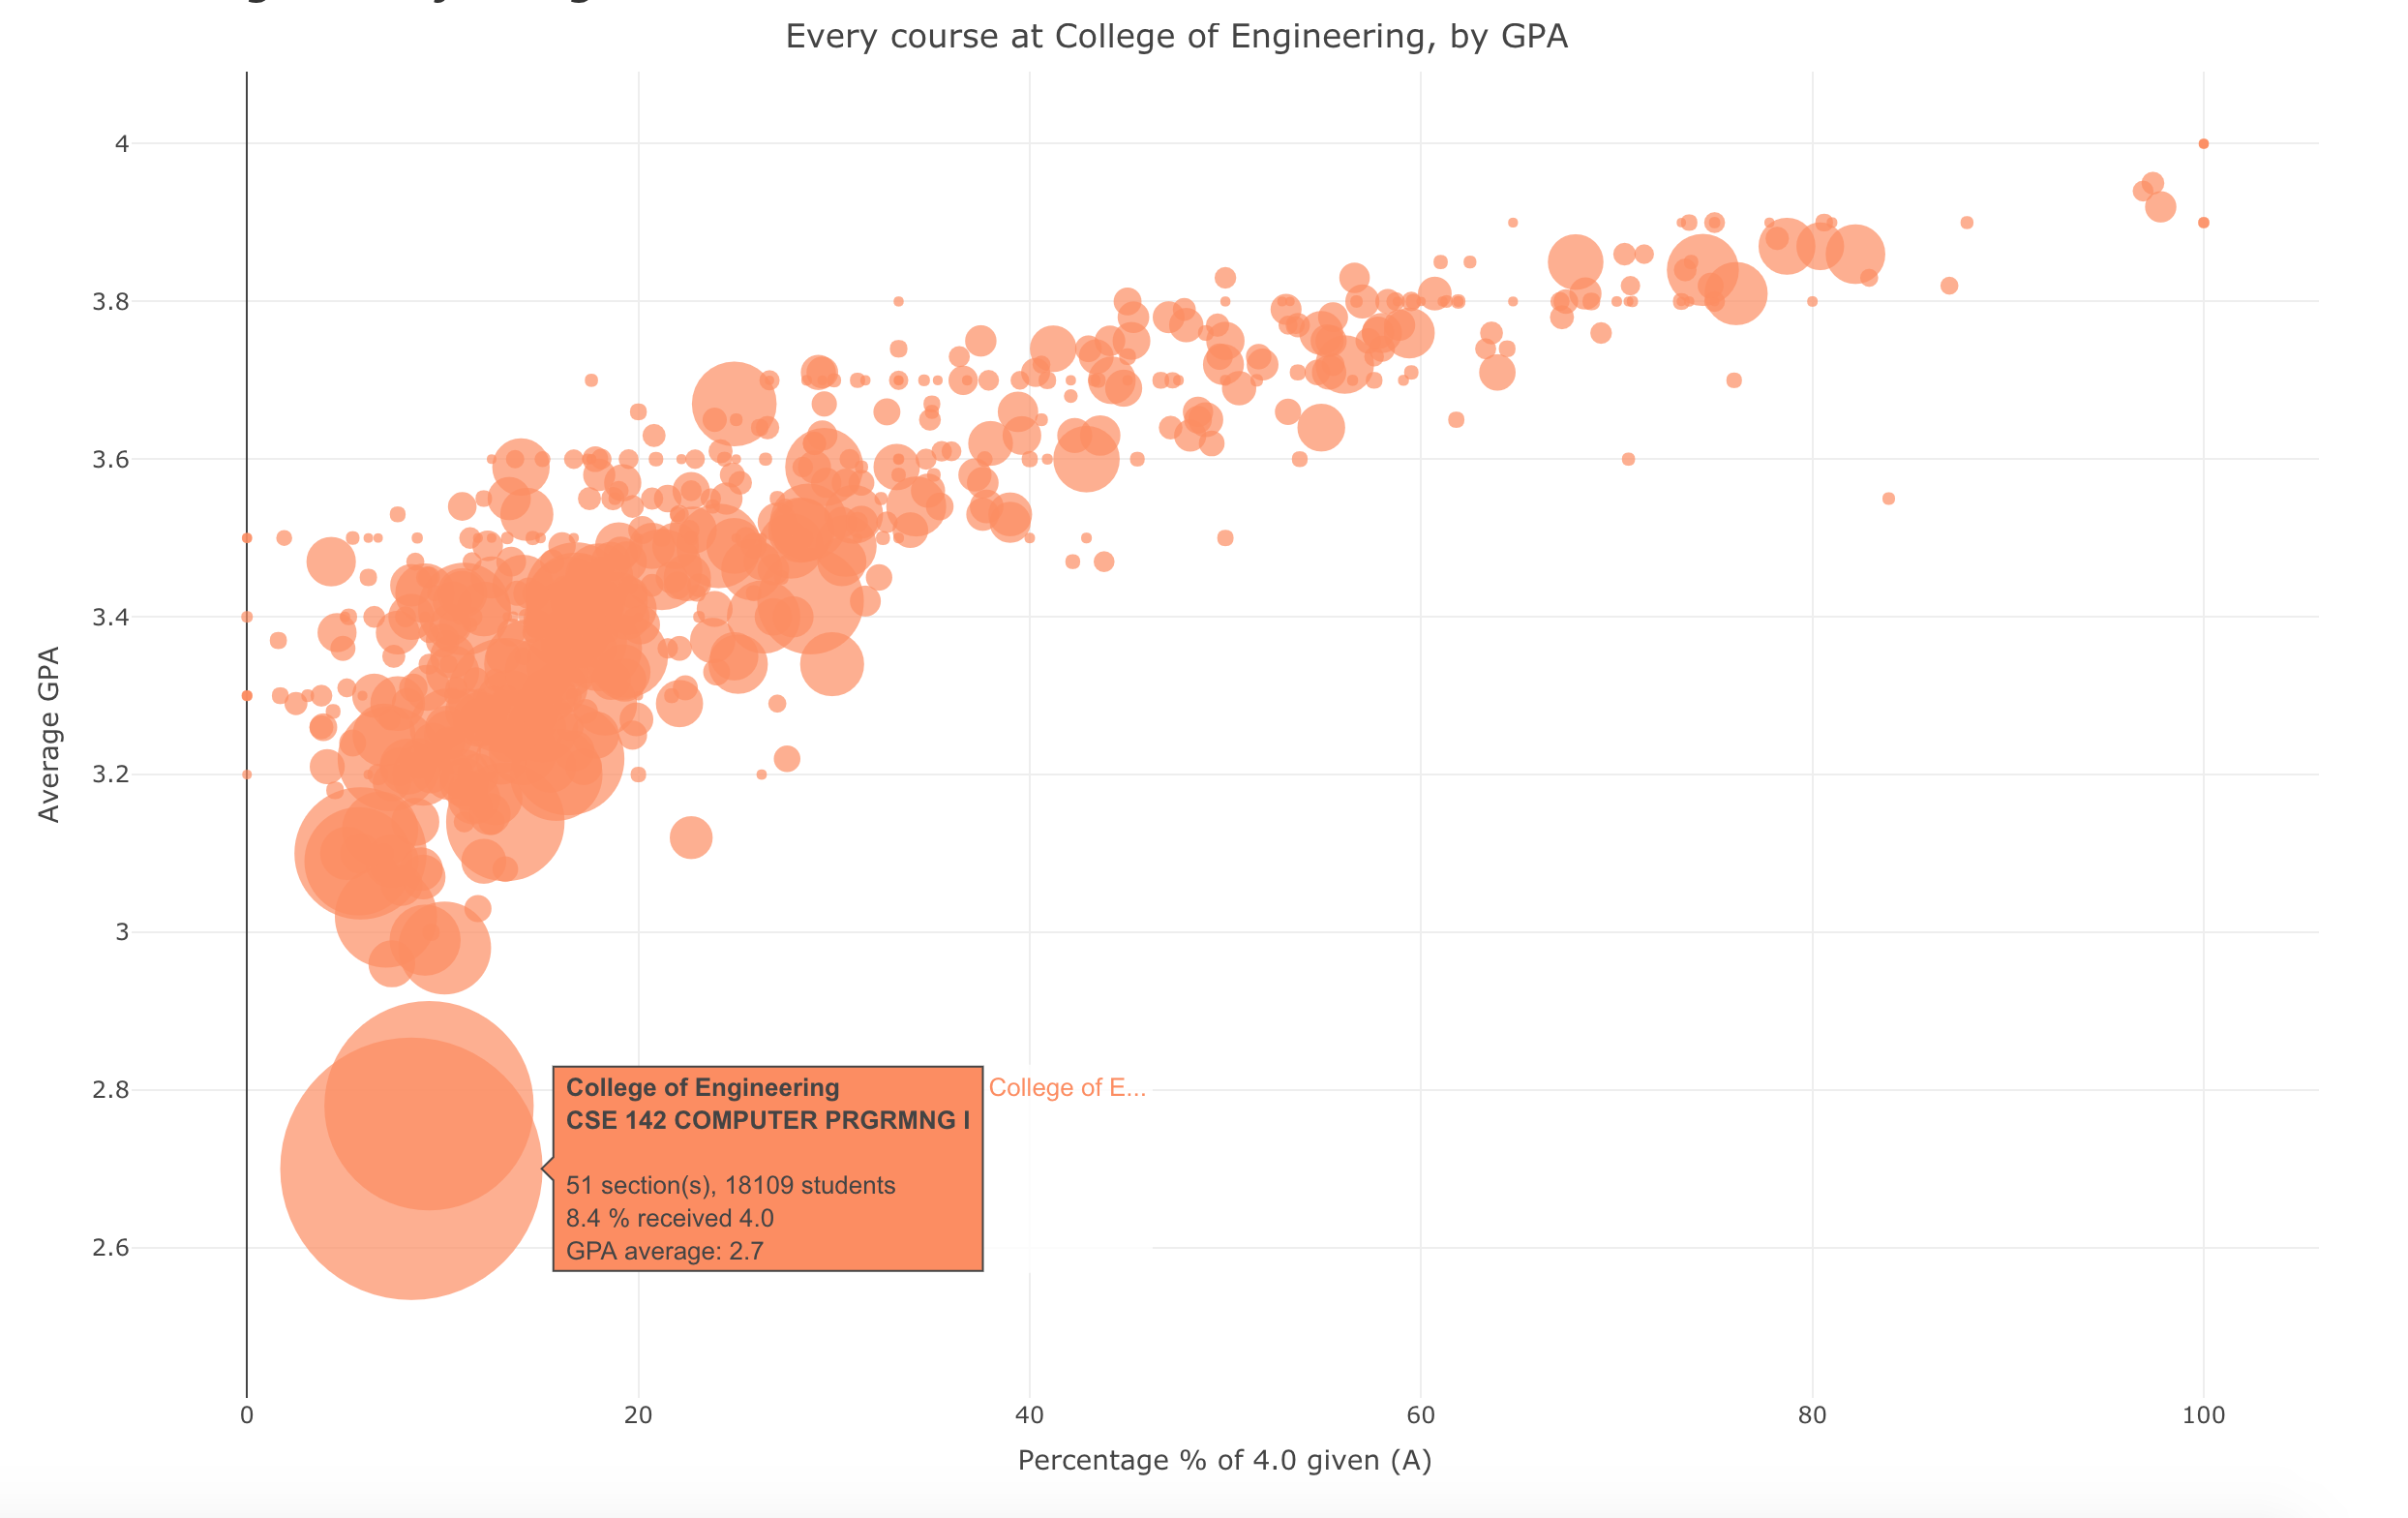 Every course at College of Engineering, by GPA
4
3.8
3.6
3.4
3.2
3
2.8
2.6
Average GPA
College of Engineering
CSE 142 COMPUTER PRGRMNG I
51 section(s), 18109 students
8.4 % received 4.0
GPA average: 2.7
College of E...
0 20 40 60 80 100
Percentage % of 4.0 given (A)